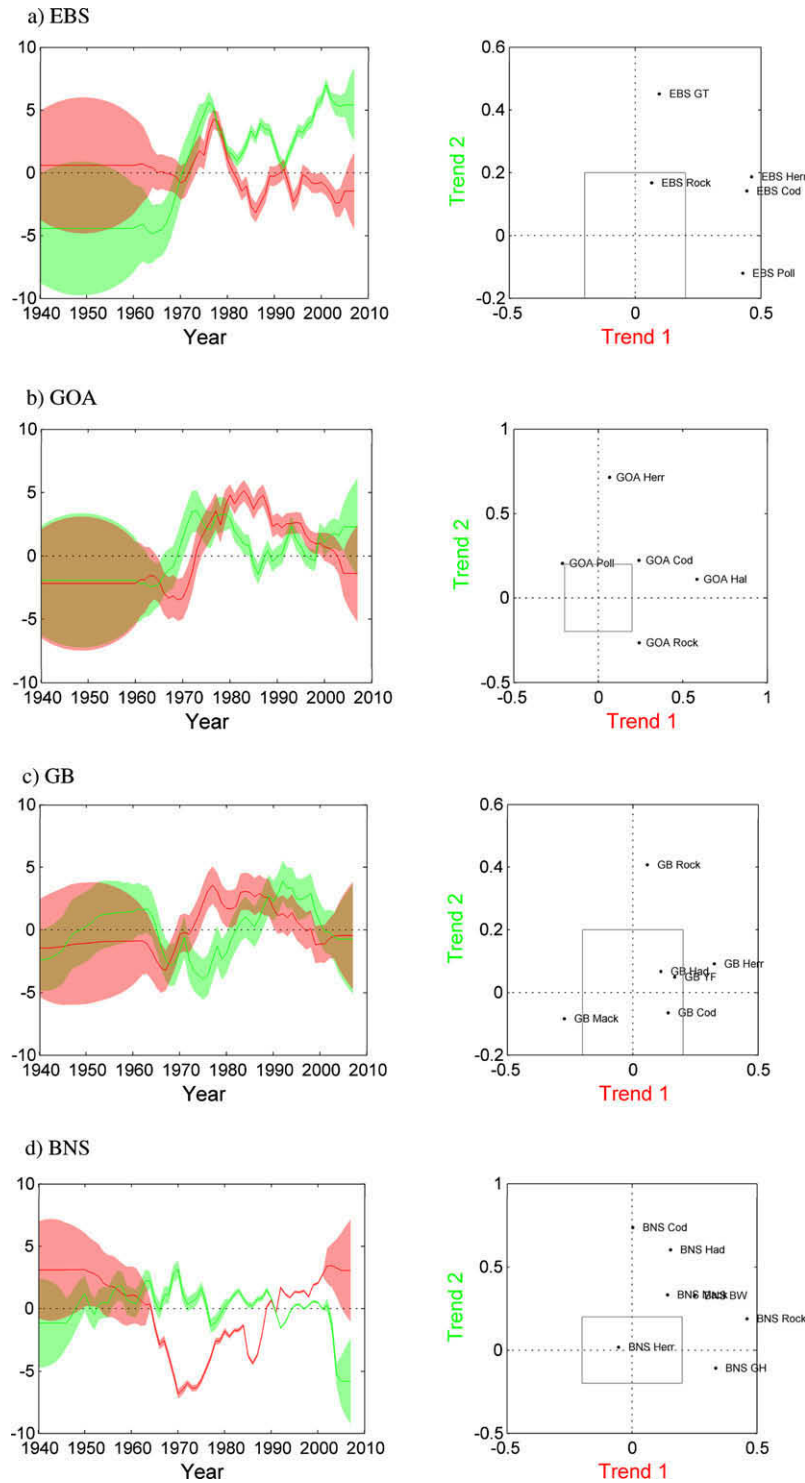 a) EBS
10
5
0
-5
-10
1940 1950 1960 1970 1980 1990 2000 2010
Year
0.6
0.4
0.2
0
-0.2
-0.5 0 0.5
Trend 2
Trend 1
EBS GT
EBS Rock
EBS Herr
EBS Cod
EBS Poll
b) GOA
10
5
0
-5
-10
1940 1950 1960 1970 1980 1990 2000 2010
Year
1
0.5
0
-0.5
-0.5 0 0.5 1
Trend 2
Trend 1
GOA Herr
GOA Poll
GOA Cod
GOA Hal
GOA Rock
c) GB
10
5
0
-5
-10
1940 1950 1960 1970 1980 1990 2000 2010
Year
0.6
0.4
0.2
0
-0.2
-0.5 0 0.5
Trend 2
Trend 1
GB Rock
GB Herr
GB Had
GB YF
GB Cod
GB Mack
d) BNS
10
5
0
-5
-10
1940 1950 1960 1970 1980 1990 2000 2010
Year
1
0.5
0
-0.5
-0.5 0 0.5
Trend 2
Trend 1
BNS Cod
BNS Had
BNS Mack
BNS BW
BNS Rock
BNS Herr
BNS GH